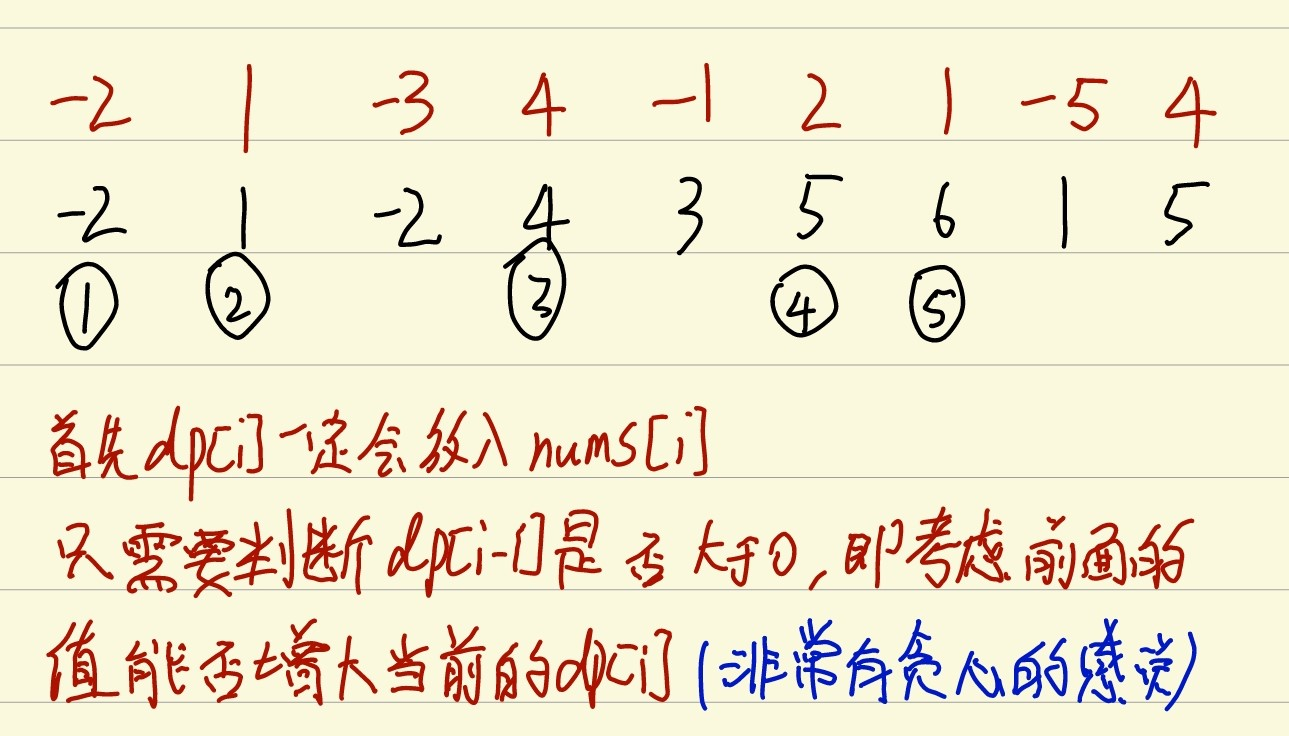 -2 1 -3 4 -1 2 1 -5 4
-2 1 -2 4 3 5 6 1 5
① ② ③ ④ ⑤
首先dp[i]一定会放入nums[i]
只需要判断dp[i-1]是否大于0,即考虑前面的
值能否增大当前的dp[i](非常有贪心的感觉)